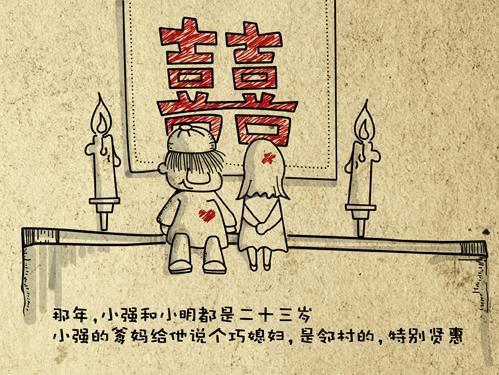 囍
那年，小强和小明都是二十三岁
小强的爹妈给他说个巧媳妇，是邻村的，特别贤惠